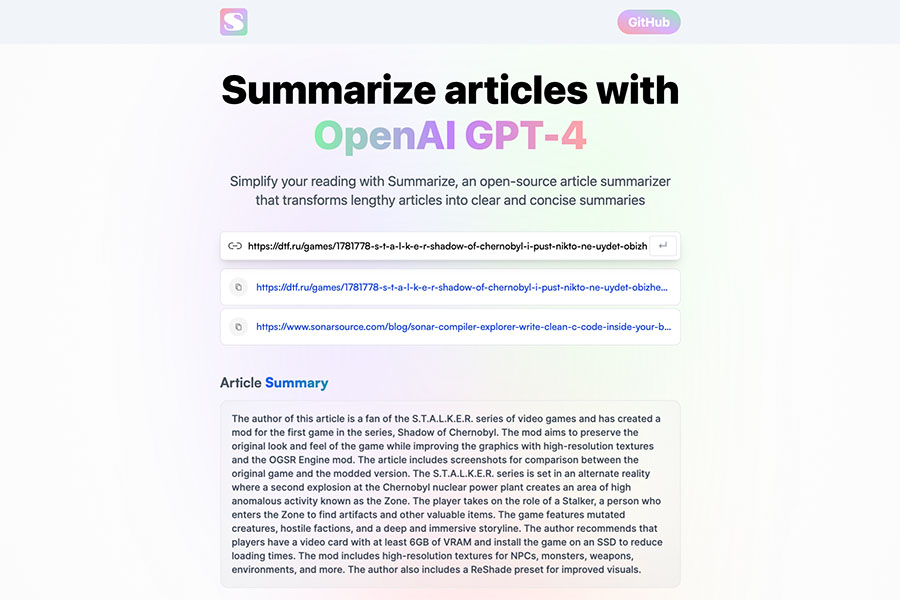 S
GitHub
Summarize articles with
OpenAI GPT-4
Simplify your reading with Summarize, an open-source article summarizer
that transforms lengthy articles into clear and concise summaries
https://dtf.ru/games/1781778-s-t-a-l-k-e-r-shadow-of-chernobyl-i-pust-nikto-ne-uydet-obizh
https://dtf.ru/games/1781778-s-t-a-l-k-e-r-shadow-of-chernobyl-i-pust-nikto-ne-uydet-obizhe...
https://www.sonarsource.com/blog/sonar-compiler-explorer-write-clean-c-code-inside-your-b...
Article Summary
The author of this article is a fan of the S.T.A.L.K.E.R. series of video games and has created a
mod for the first game in the series, Shadow of Chernobyl. The mod aims to preserve the
original look and feel of the game while improving the graphics with high-resolution textures
and the OGSR Engine mod. The article includes screenshots for comparison between the
original game and the modded version. The S.T.A.L.K.E.R. series is set in an alternate reality
where a second explosion at the Chernobyl nuclear power plant creates an area of high
anomalous activity known as the Zone. The player takes on the role of a Stalker, a person who
enters the Zone to find artifacts and other valuable items. The game features mutated
creatures, hostile factions, and a deep and immersive storyline. The author recommends that
players have a video card with at least 6GB of VRAM and install the game on an SSD to reduce
loading times. The mod includes high-resolution textures for NPCs, monsters, weapons,
environments, and more. The author also includes a ReShade preset for improved visuals.